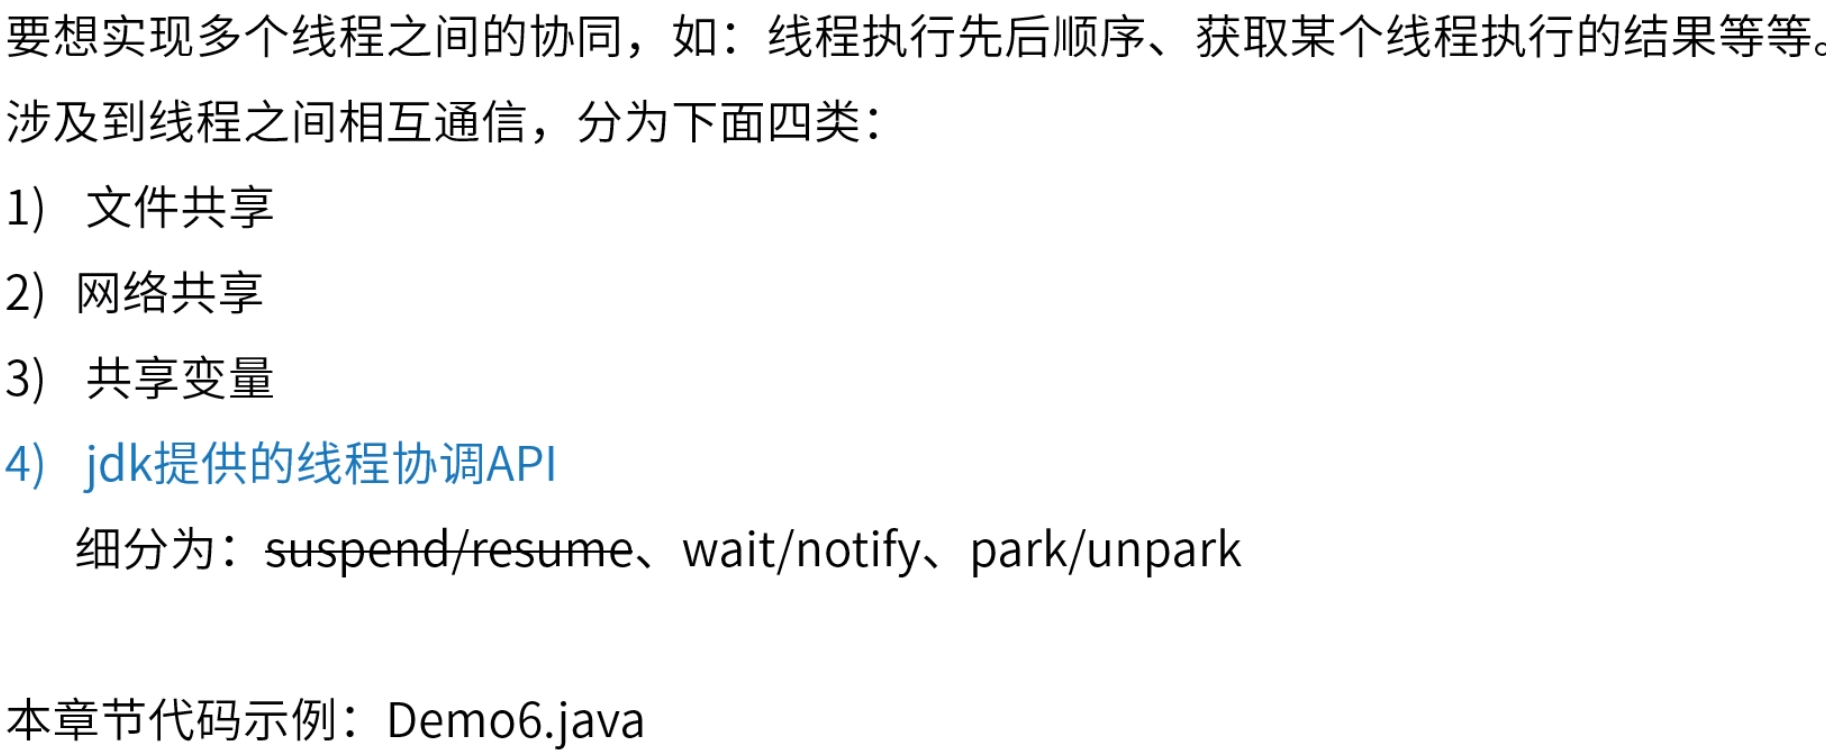 要想实现多个线程之间的协同，如：线程执行先后顺序、获取某个线程执行的结果等等。
涉及到线程之间相互通信，分为下面四类：
1) 文件共享
2) 网络共享
3) 共享变量
4) jdk提供的线程协调API
细分为：suspend/resume、wait/notify、park/unpark
本章节代码示例：Demo6.java